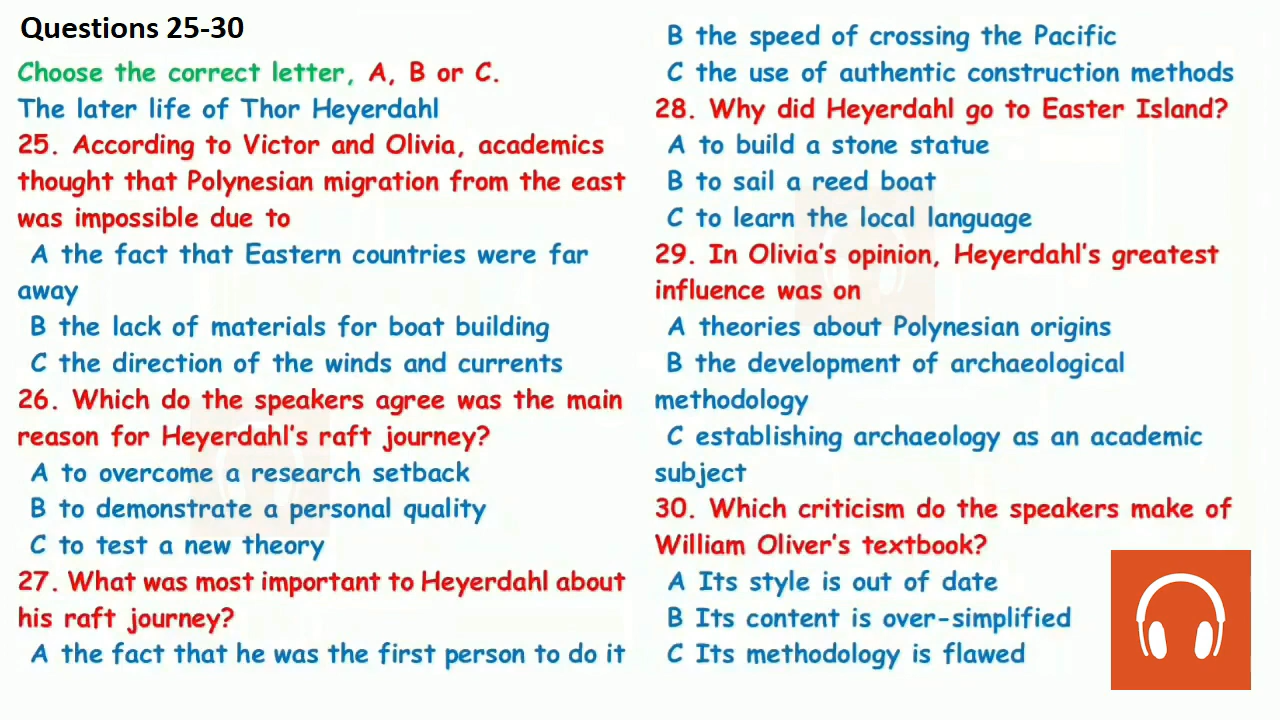 Questions 25-30
Choose the correct letter, A, B or C.
The later life of Thor Heyerdahl
25. According to Victor and Olivia, academics
thought that Polynesian migration from the east
was impossible due to
A the fact that Eastern countries were far
away
B the lack of materials for boat building
C the direction of the winds and currents
26. Which do the speakers agree was the main
reason for Heyerdahl's raft journey?
A to overcome a research setback
B to demonstrate a personal quality
C to test a new theory
27. What was most important to Heyerdahl about
his raft journey?
A the fact that he was the first person to do it
B the speed of crossing the Pacific
C the use of authentic construction methods
28. Why did Heyerdahl go to Easter Island?
A to build a stone statue
B to sail a reed boat
C to learn the local language
29. In Olivia's opinion, Heyerdahl's greatest
influence was on
A theories about Polynesian origins
B the development of archaeological
methodology
C establishing archaeology as an academic
subject
30. Which criticism do the speakers make of
William Oliver's textbook?
A Its style is out of date
B Its content is over-simplified
C Its methodology is flawed